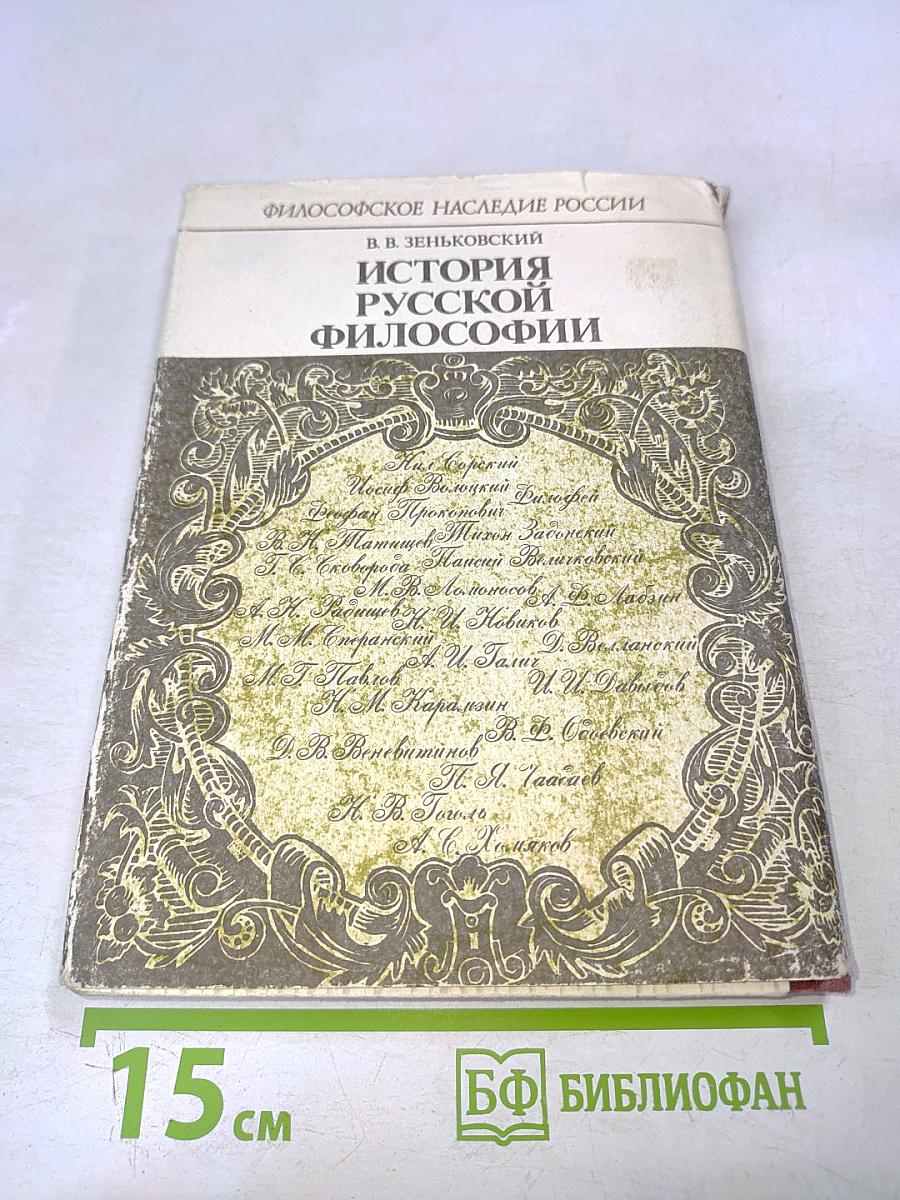 ФИЛОСОФСКОЕ НАСЛЕДИЕ РОССИИ
В. В. ЗЕНЬКОВСКИЙ
ИСТОРИЯ
РУССКОЙ
ФИЛОСОФИИ
Нил Сорский
Иосиф Волоцкий
Филофей
Феофан Прокопович
Тихон Задонский
В. Н. Татищев
Паисий Величковский
Г. С. Сковорода
М. В. Ломоносов
А. Ф. Лабзин
А. Н. Радищев
Н. И. Новиков
М. М. Сперанский
Д. Велланский
А. И. Галич
М. Г. Павлов
И. И. Давыдов
Н. М. Карамзин
В. Ф. Одоевский
Д. В. Веневитинов
П. Я. Чаадаев
Н. В. Гоголь
А. С. Хомяков
15 см
БФ БИБЛИОФАН